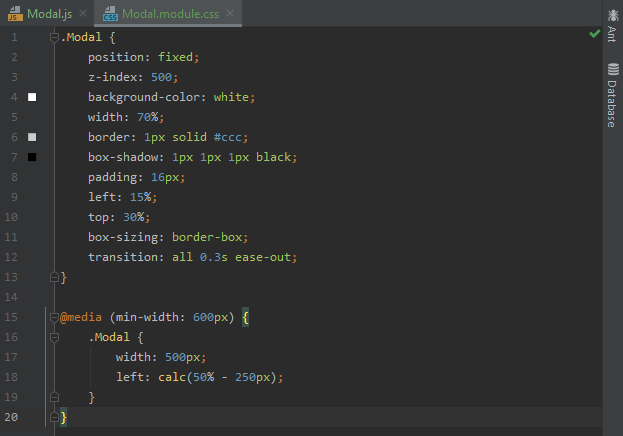 Modal.js
Modal.module.css
1 .Modal {
2     position: fixed;
3     z-index: 500;
4     background-color: white;
5     width: 70%;
6     border: 1px solid #ccc;
7     box-shadow: 1px 1px 1px black;
8     padding: 16px;
9     left: 15%;
10     top: 30%;
11     box-sizing: border-box;
12     transition: all 0.3s ease-out;
13 }
14
15 @media (min-width: 600px) {
16     .Modal {
17         width: 500px;
18         left: calc(50% - 250px);
19     }
20 }
Ant
Database